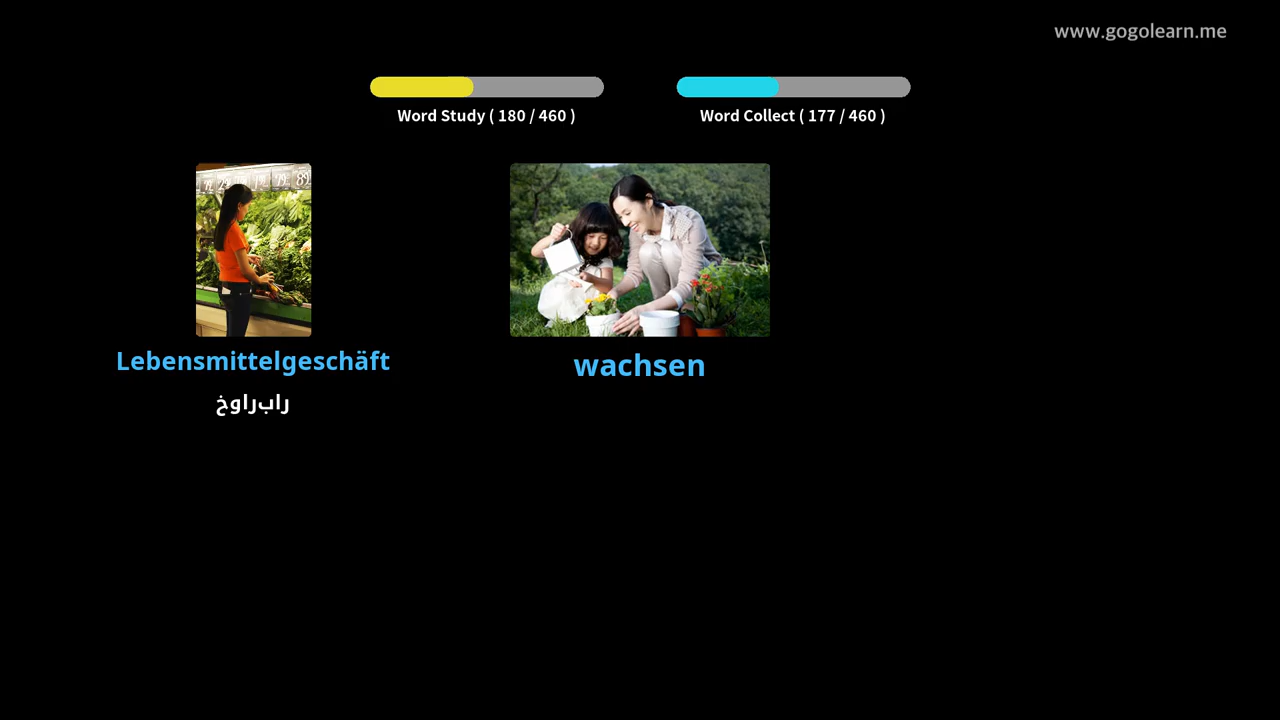 www.gogolearn.me
Word Study ( 180 / 460 )
Word Collect ( 177 / 460 )
Lebensmittelgeschäft
wachsen
رابراوخ